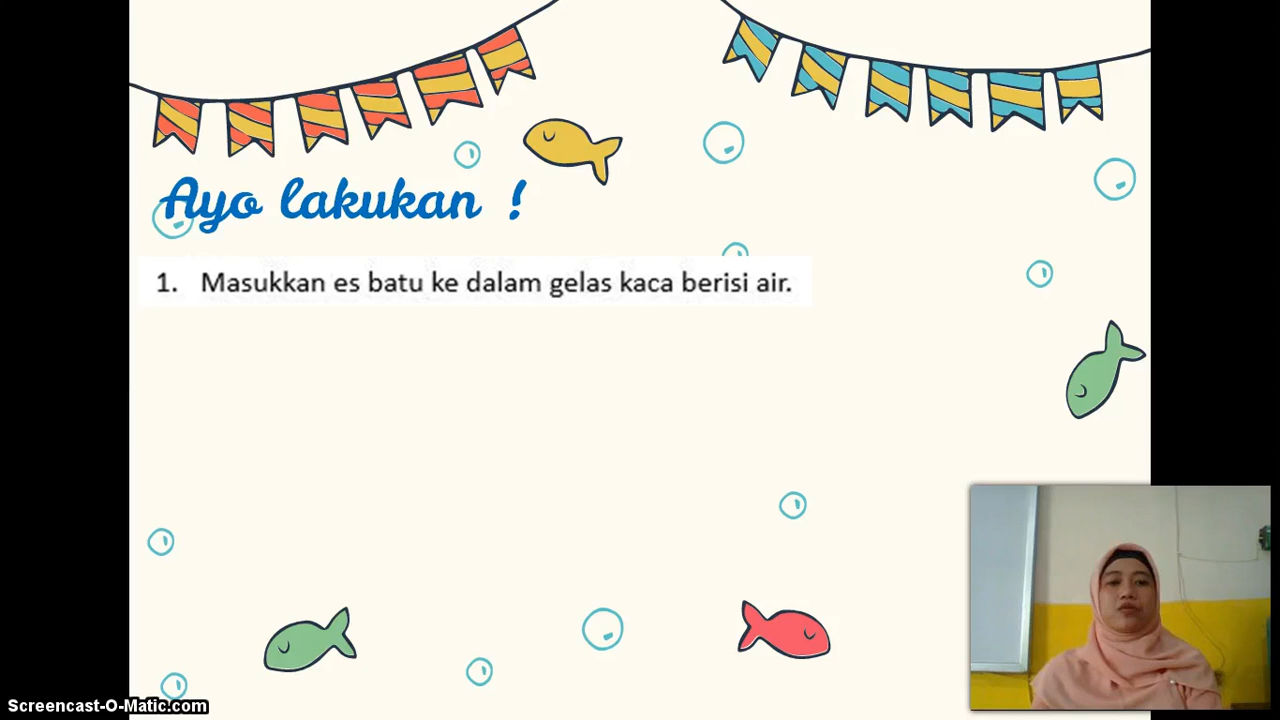 Ayo lakukan !
1. Masukkan es batu ke dalam gelas kaca berisi air.
Screencast-O-Matic.com